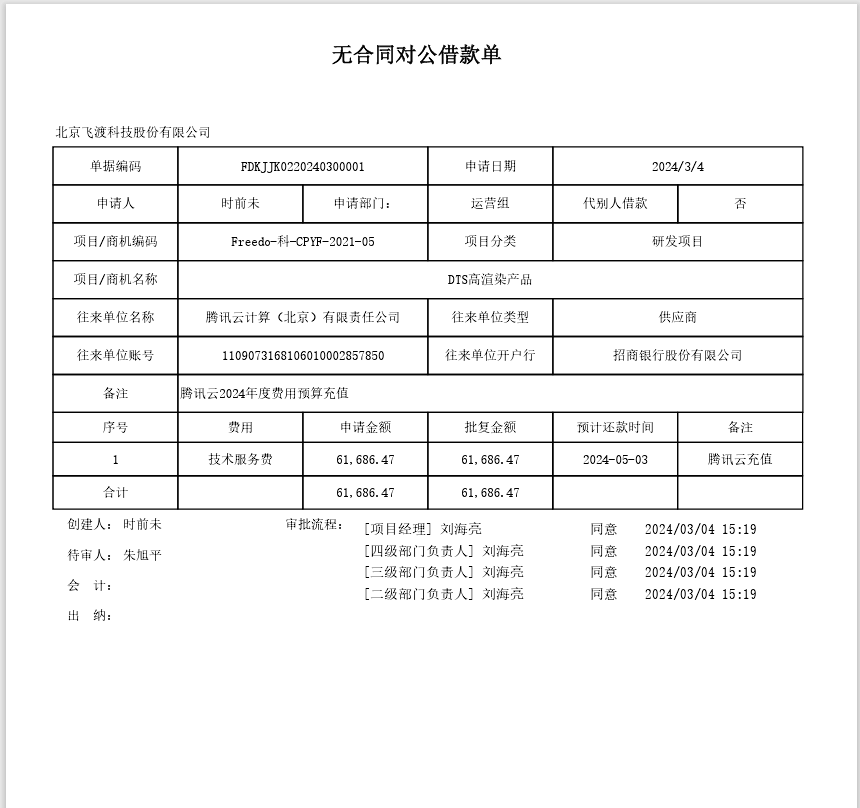 无合同对公借款单
北京飞渡科技股份有限公司
单据编码 FDKJJK0220240300001 申请日期 2024/3/4
申请人 时前未 申请部门： 运营组 代别人借款 否
项目/商机编码 Freedo-科-CPYF-2021-05 项目分类 研发项目
项目/商机名称 DTS高渲染产品
往来单位名称 腾讯云计算（北京）有限责任公司 往来单位类型 供应商
往来单位账号 1109073168106010002857850 往来单位开户行 招商银行股份有限公司
备注 腾讯云2024年度费用预算充值
序号 费用 申请金额 批复金额 预计还款时间 备注
1 技术服务费 61,686.47 61,686.47 2024-05-03 腾讯云充值
合计 61,686.47 61,686.47
创建人： 时前未 审批流程： [项目经理] 刘海亮 同意 2024/03/04 15:19
待审人： 朱旭平 [四级部门负责人] 刘海亮 同意 2024/03/04 15:19
会 计： [三级部门负责人] 刘海亮 同意 2024/03/04 15:19
出 纳： [二级部门负责人] 刘海亮 同意 2024/03/04 15:19